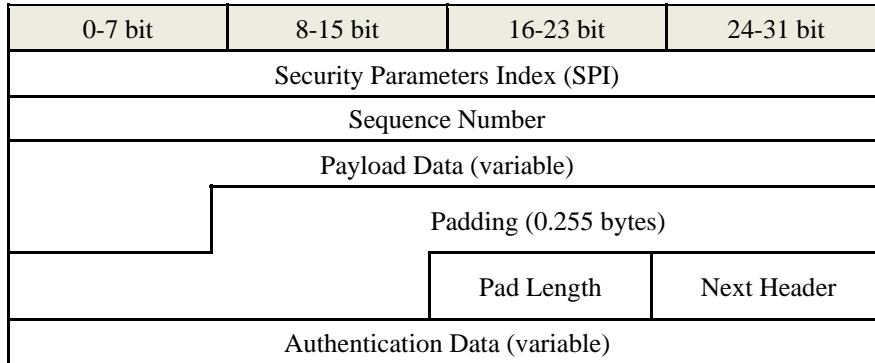 0-7 bit 8-15 bit 16-23 bit 24-31 bit
Security Parameters Index (SPI)
Sequence Number
Payload Data (variable)
Padding (0.255 bytes)
Pad Length Next Header
Authentication Data (variable)